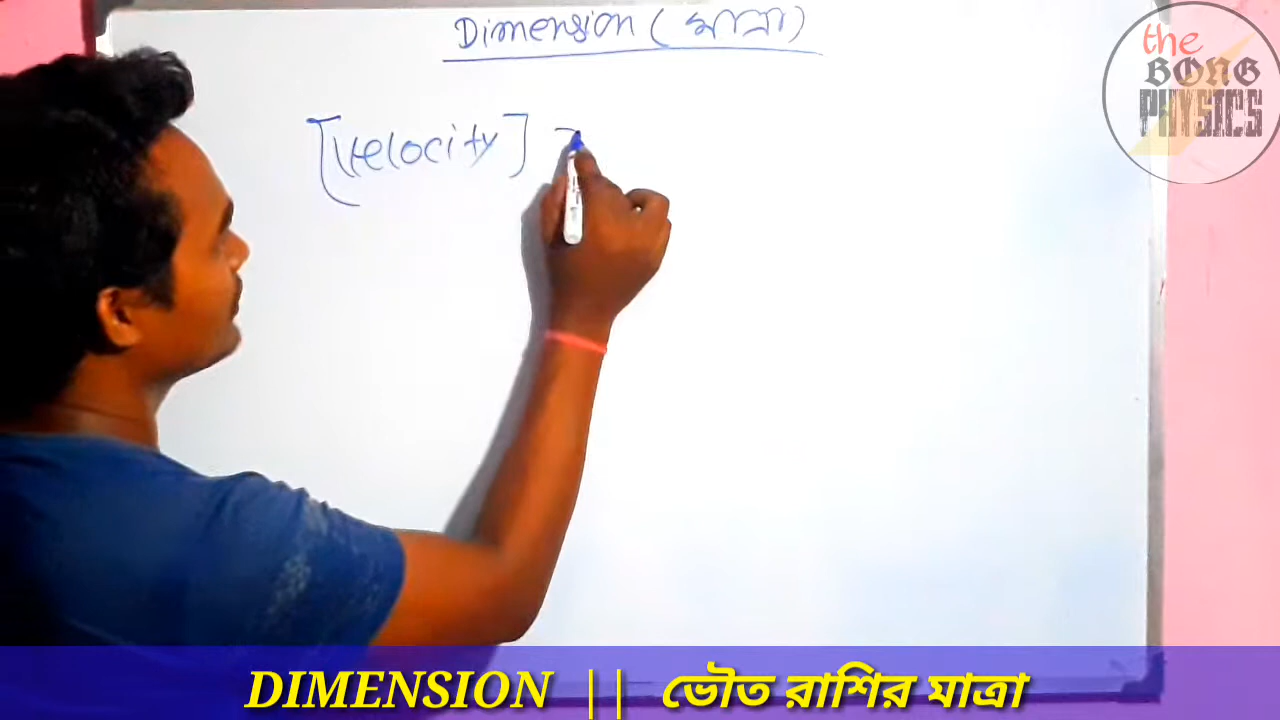 Dimension (মাত্রা)
the
BONG
PHYSICS
[Velocity] =
DIMENSION || ভৌত রাশির মাত্রা